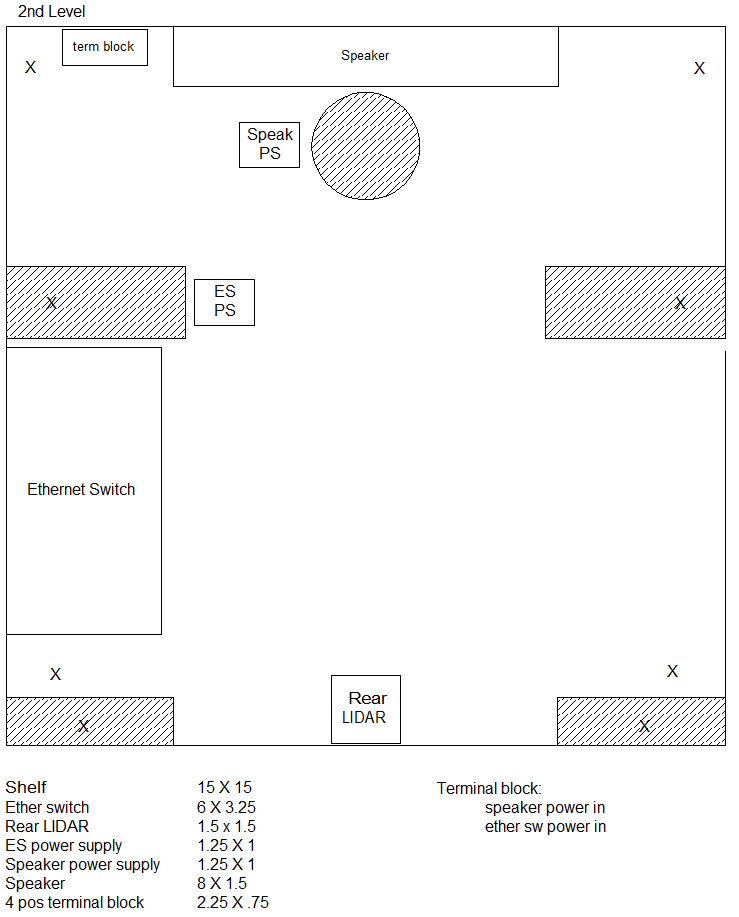 2nd Level
term block
Speaker
X
X
Speak
PS
X
ES
PS
X
Ethernet Switch
X
X
Rear
LIDAR
X
X
Shelf 15 X 15
Ether switch 6 X 3.25
Rear LIDAR 1.5 x 1.5
ES power supply 1.25 X 1
Speaker power supply 1.25 X 1
Speaker 8 X 1.5
4 pos terminal block 2.25 X .75
Terminal block:
speaker power in
ether sw power in